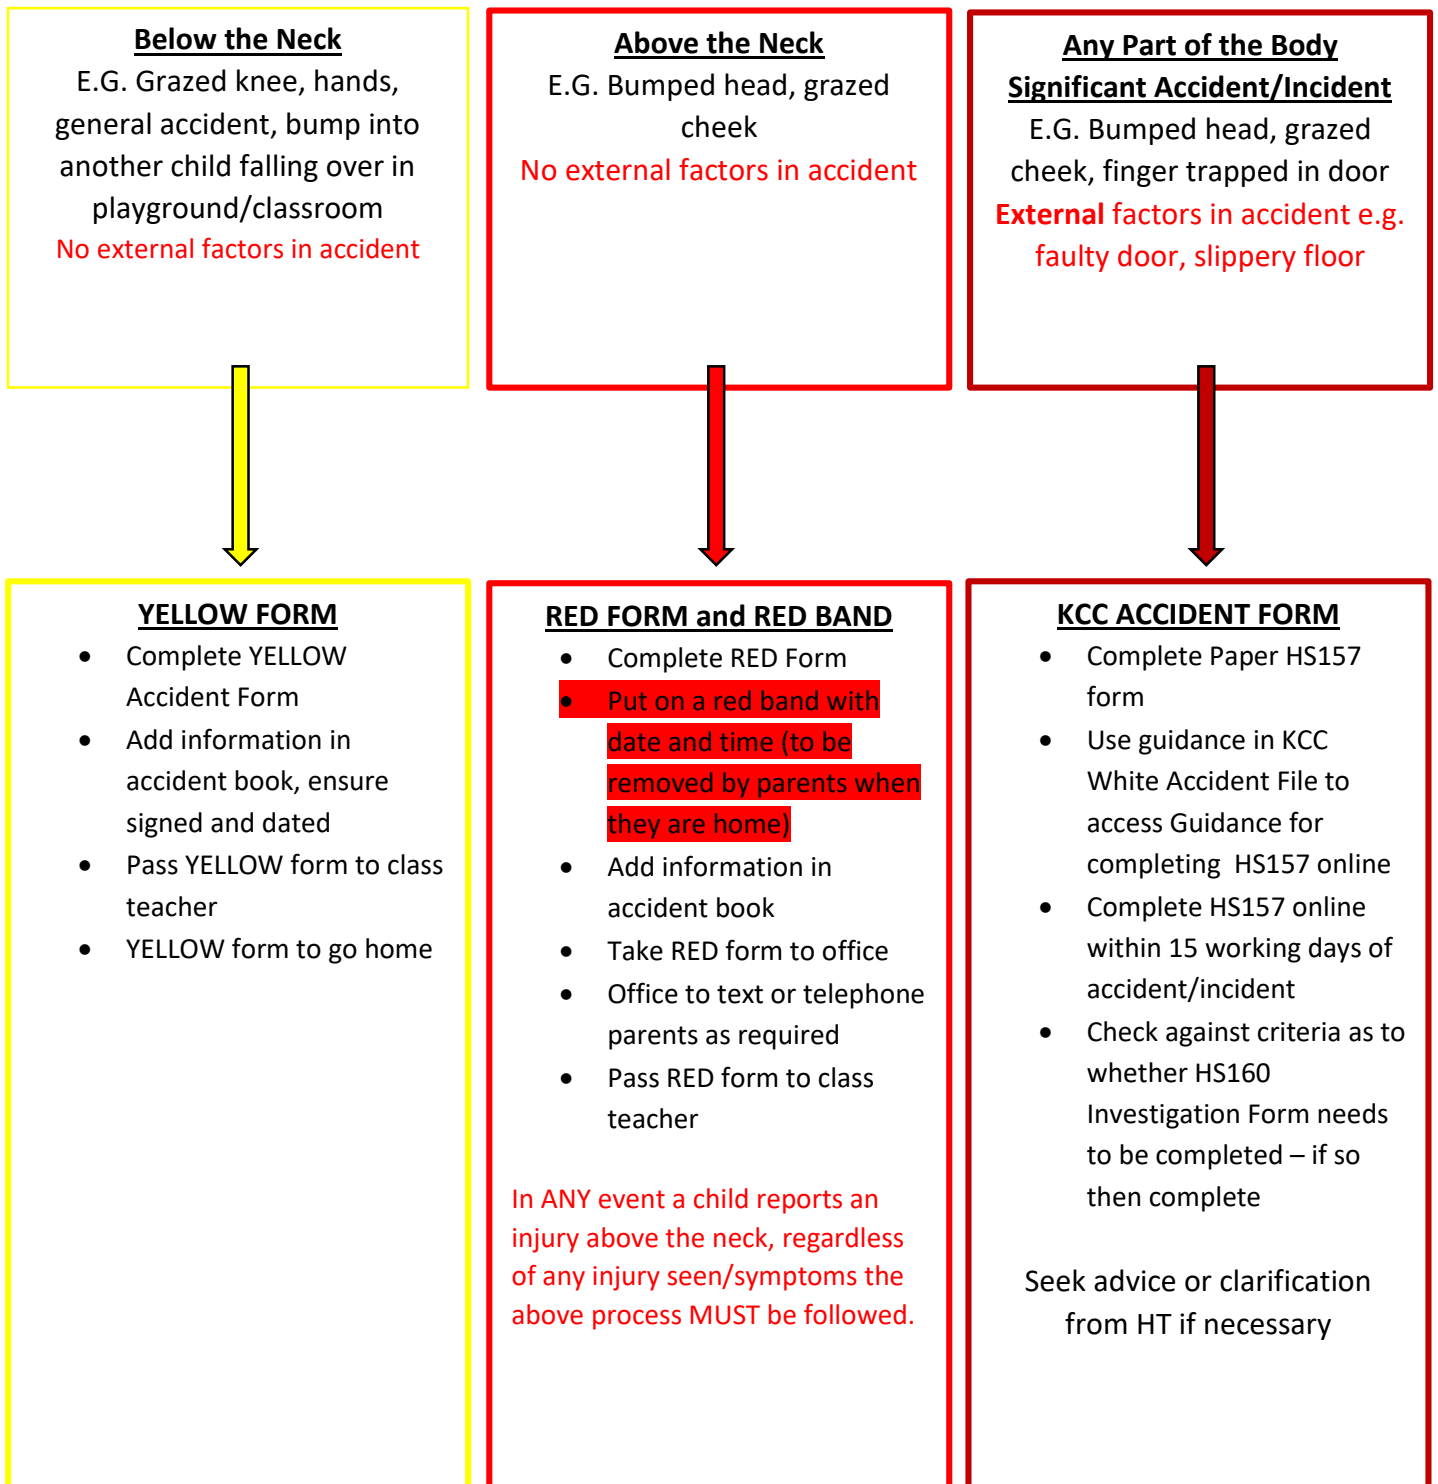 Below the Neck
E.G. Grazed knee, hands,
general accident, bump into
another child falling over in
playground/classroom
No external factors in accident
Above the Neck
E.G. Bumped head, grazed
cheek
No external factors in accident
Any Part of the Body
Significant Accident/Incident
E.G. Bumped head, grazed
cheek, finger trapped in door
External factors in accident e.g.
faulty door, slippery floor
YELLOW FORM
• Complete YELLOW
Accident Form
• Add information in
accident book, ensure
signed and dated
• Pass YELLOW form to class
teacher
• YELLOW form to go home
RED FORM and RED BAND
• Complete RED Form
• Put on a red band with
date and time (to be
removed by parents when
they are home)
• Add information in
accident book
• Take RED form to office
• Office to text or telephone
parents as required
• Pass RED form to class
teacher
In ANY event a child reports an
injury above the neck, regardless
of any injury seen/symptoms the
above process MUST be followed.
KCC ACCIDENT FORM
• Complete Paper HS157
form
• Use guidance in KCC
White Accident File to
access Guidance for
completing  HS157 online
• Complete HS157 online
within 15 working days of
accident/incident
• Check against criteria as to
whether HS160
Investigation Form needs
to be completed – if so
then complete
Seek advice or clarification
from HT if necessary